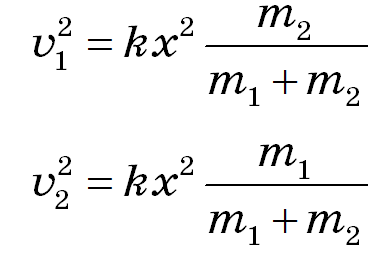 v₁² = kx² m₂/(m₁ + m₂)
v₂² = kx² m₁/(m₁ + m₂)